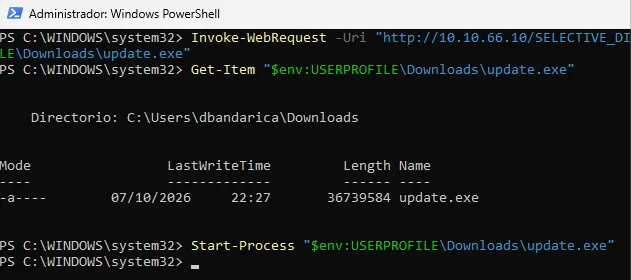 Administrador: Windows PowerShell
PS C:\WINDOWS\system32> Invoke-WebRequest -Uri "http://10.10.66.10/SELECTIVE_DI
LE\Downloads\update.exe"
PS C:\WINDOWS\system32> Get-Item "$env:USERPROFILE\Downloads\update.exe"
Directorio: C:\Users\dbandarica\Downloads
Mode LastWriteTime Length Name
---- ------------- ------ ----
-a---- 07/10/2026 22:27 36739584 update.exe
PS C:\WINDOWS\system32> Start-Process "$env:USERPROFILE\Downloads\update.exe"
PS C:\WINDOWS\system32> _